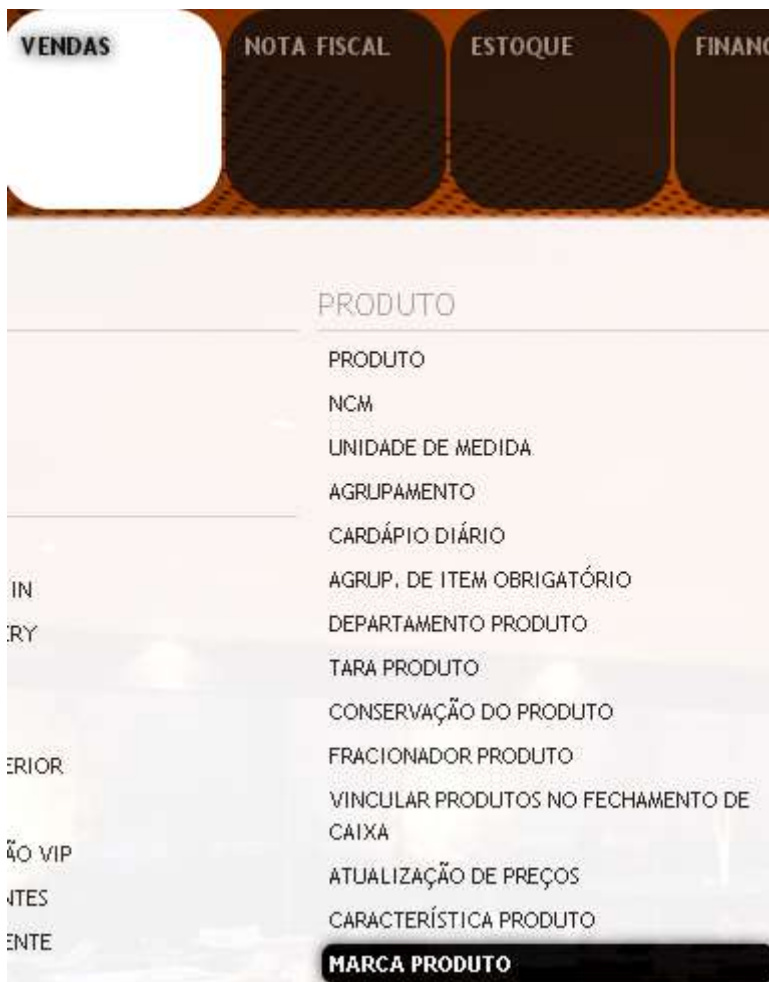 VENDAS
NOTA FISCAL
ESTOQUE
PRODUTO
PRODUTO
NCM
UNIDADE DE MEDIDA
AGRUPAMENTO
CARDÁPIO DIÁRIO
AGRUP. DE ITEM OBRIGATÓRIO
DEPARTAMENTO PRODUTO
TARA PRODUTO
CONSERVAÇÃO DO PRODUTO
FRACIONADOR PRODUTO
VINCULAR PRODUTOS NO FECHAMENTO DE
CAIXA
ATUALIZAÇÃO DE PREÇOS
CARACTERÍSTICA PRODUTO
MARCA PRODUTO
IN
VIP